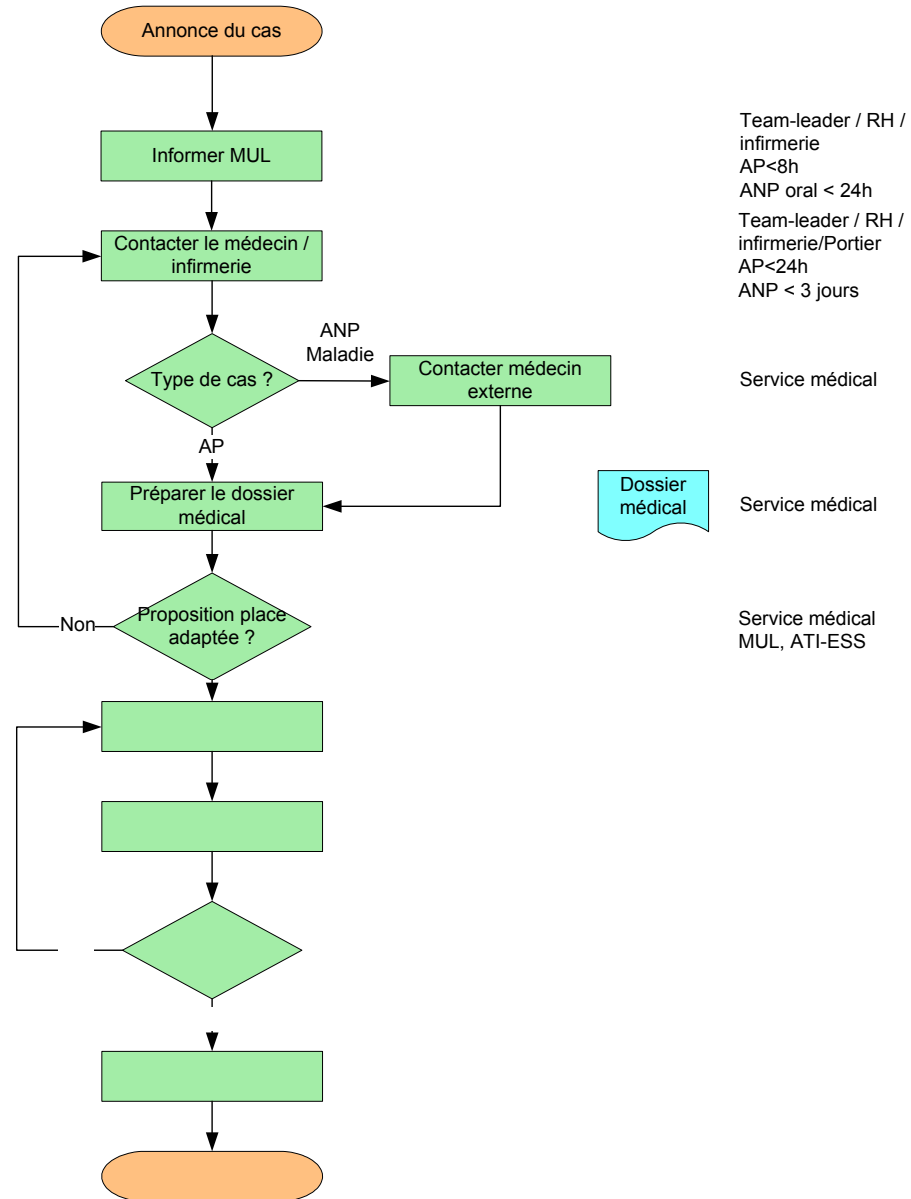 Annonce du cas
Informer MUL
Team-leader / RH /
infirmerie
AP<8h
ANP oral < 24h
Contacter le médecin /
infirmerie
Team-leader / RH /
infirmerie/Portier
AP<24h
ANP < 3 jours
Type de cas ?
ANP
Maladie
Contacter médecin
externe
Service médical
AP
Préparer le dossier
médical
Dossier
médical
Service médical
Non
Proposition place
adaptée ?
Service médical
MUL, ATI-ESS